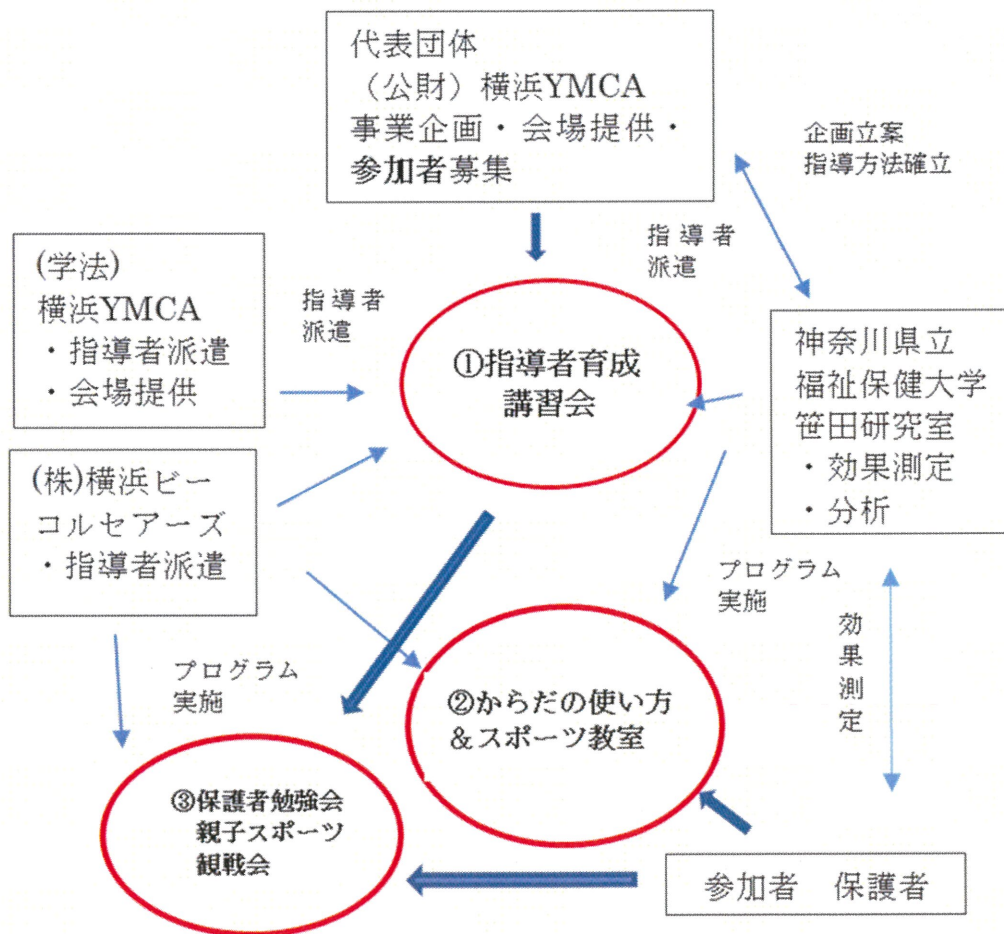 代表団体
（公財）横浜YMCA
事業企画・会場提供・
参加者募集
企画立案
指導方法確立
指導者
派遣
(学法)
横浜YMCA
・指導者派遣
・会場提供
指導者
派遣
①指導者育成
講習会
神奈川県立
福祉保健大学
笹田研究室
・効果測定
・分析
(株)横浜ビー
コルセアーズ
・指導者派遣
プログラム
実施
効果測定
プログラム
実施
②からだの使い方
＆スポーツ教室
③保護者勉強会
親子スポーツ
観戦会
参加者　保護者